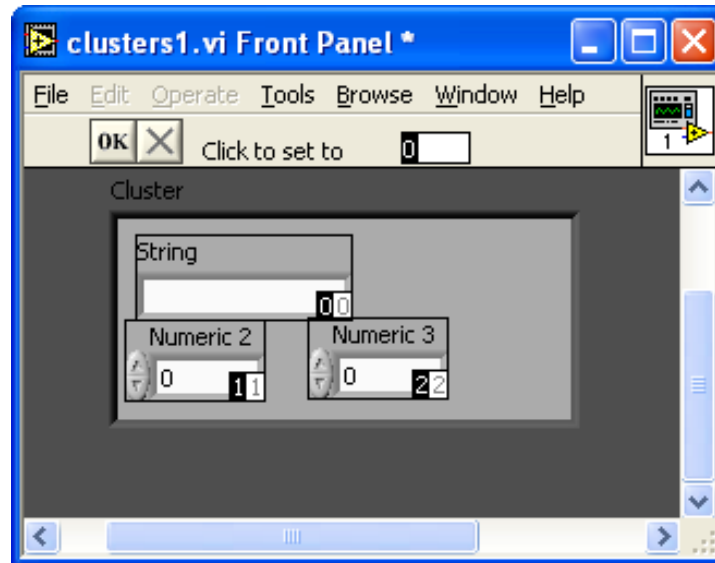 clusters1.vi Front Panel *
File Edit Operate Tools Browse Window Help
OK Click to set to 0
1
Cluster
String
0 0
Numeric 2 Numeric 3
0 1 1 0 2 2